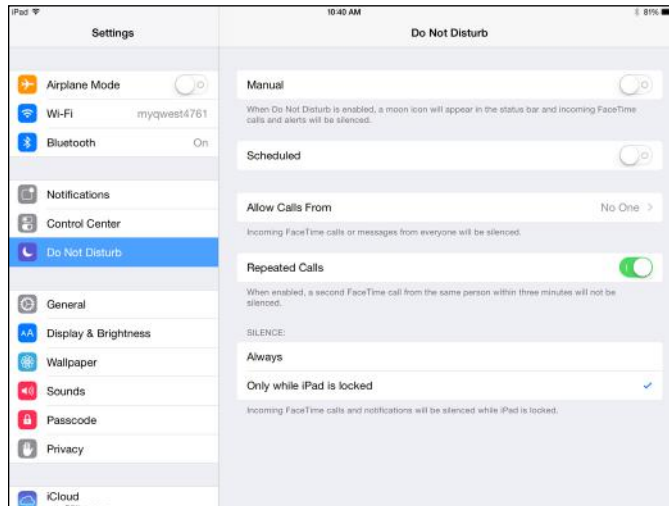 iPad 10:40 AM 81%
Settings
Do Not Disturb
Airplane Mode
Wi-Fi myqwest4761
Bluetooth On
Notifications
Control Center
Do Not Disturb
General
Display & Brightness
Wallpaper
Sounds
Passcode
Privacy
iCloud
Manual
When Do Not Disturb is enabled, a moon icon will appear in the status bar and incoming FaceTime
calls and alerts will be silenced.
Scheduled
Allow Calls From No One >
Incoming FaceTime calls or messages from everyone will be silenced.
Repeated Calls
When enabled, a second FaceTime call from the same person within three minutes will not be
silenced.
SILENCE:
Always
Only while iPad is locked
Incoming FaceTime calls and notifications will be silenced while iPad is locked.